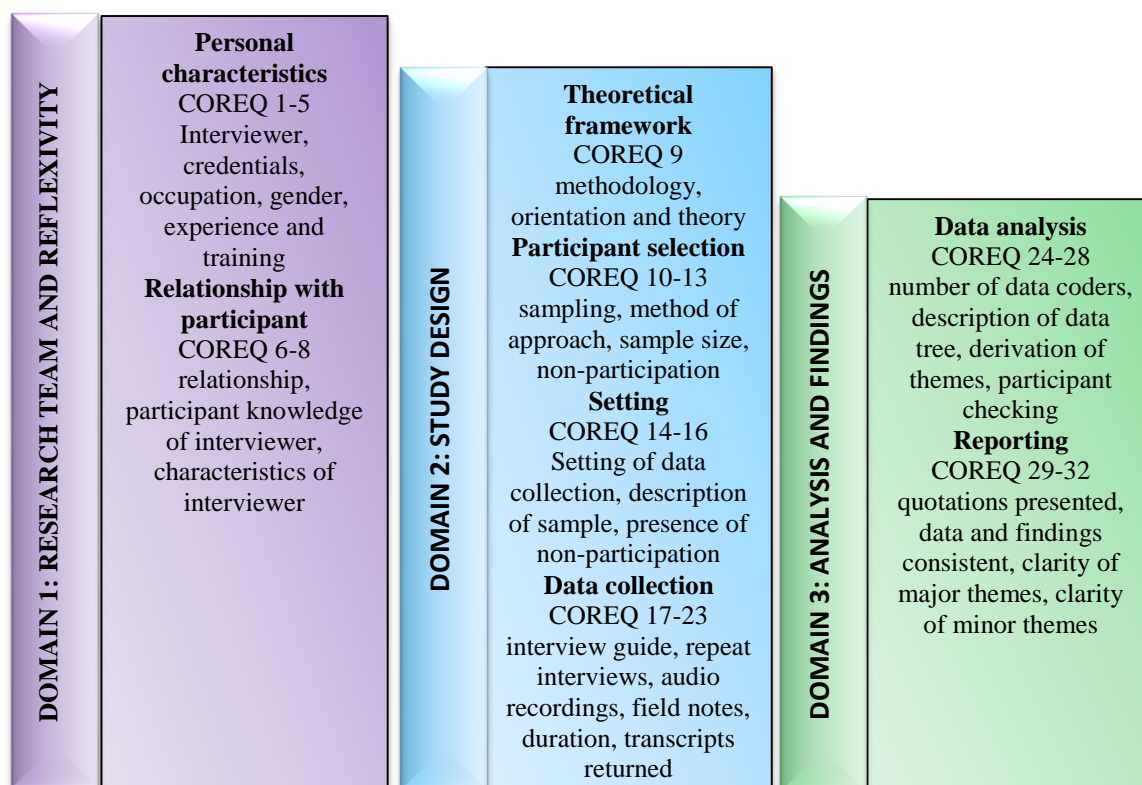 DOMAIN 1: RESEARCH TEAM AND REFLEXIVITY
Personal
characteristics
COREQ 1-5
Interviewer,
credentials,
occupation, gender,
experience and
training
Relationship with
participant
COREQ 6-8
relationship,
participant knowledge
of interviewer,
characteristics of
interviewer
DOMAIN 2: STUDY DESIGN
Theoretical
framework
COREQ 9
methodology,
orientation and theory
Participant selection
COREQ 10-13
sampling, method of
approach, sample size,
non-participation
Setting
COREQ 14-16
Setting of data
collection, description
of sample, presence of
non-participation
Data collection
COREQ 17-23
interview guide, repeat
interviews, audio
recordings, field notes,
duration, transcripts
returned
DOMAIN 3: ANALYSIS AND FINDINGS
Data analysis
COREQ 24-28
number of data coders,
description of data
tree, derivation of
themes, participant
checking
Reporting
COREQ 29-32
quotations presented,
data and findings
consistent, clarity of
major themes, clarity
of minor themes